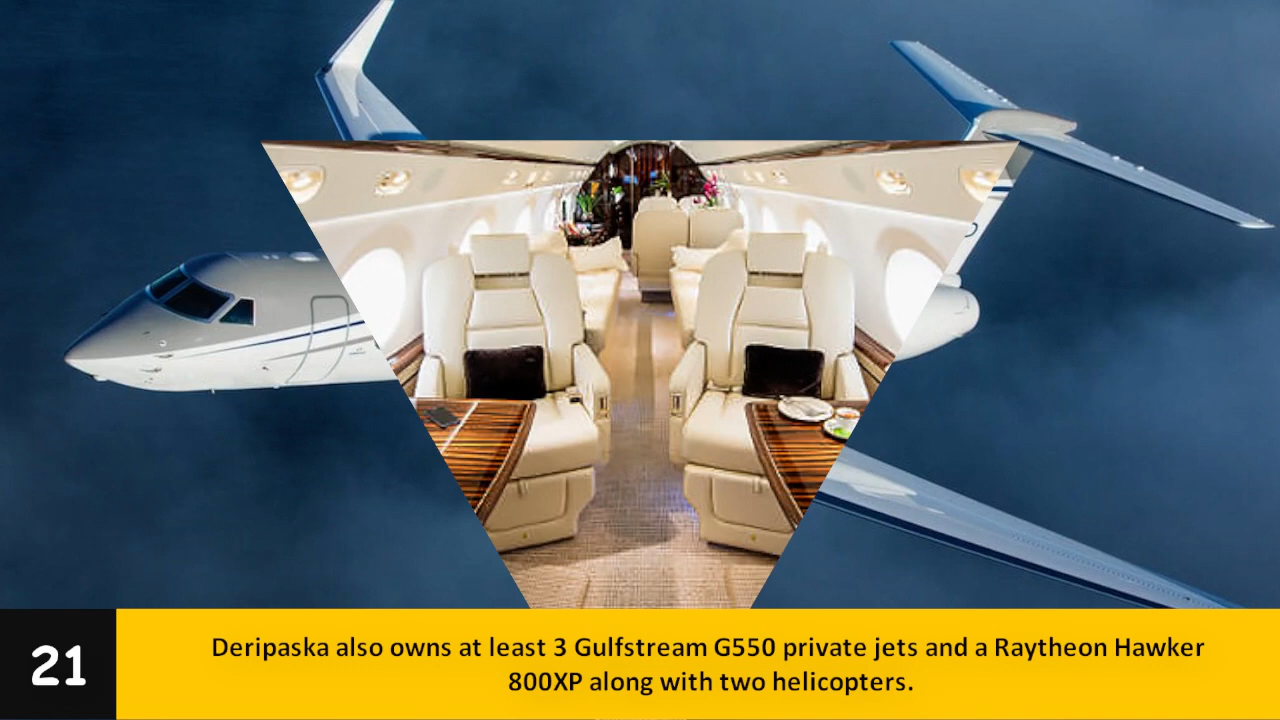 21
Deripaska also owns at least 3 Gulfstream G550 private jets and a Raytheon Hawker
800XP along with two helicopters.